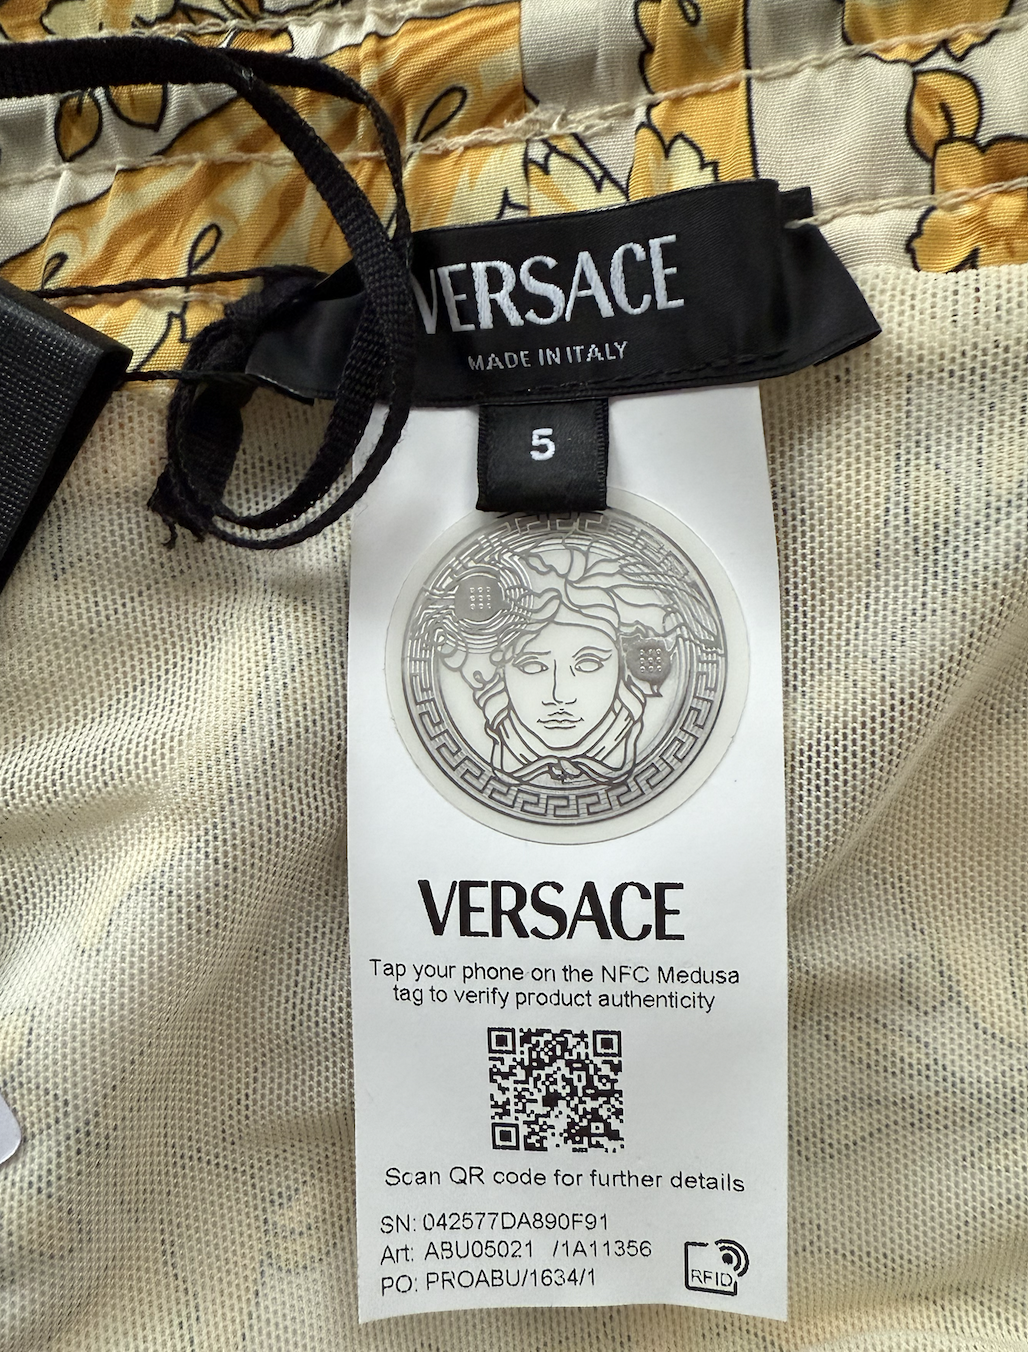 VERSACE
MADE IN ITALY
5
VERSACE
Tap your phone on the NFC Medusa
tag to verify product authenticity
Scan QR code for further details
SN: 042577DA890F91
Art: ABU05021 /1A11356
PO: PROABU/1634/1
RFID